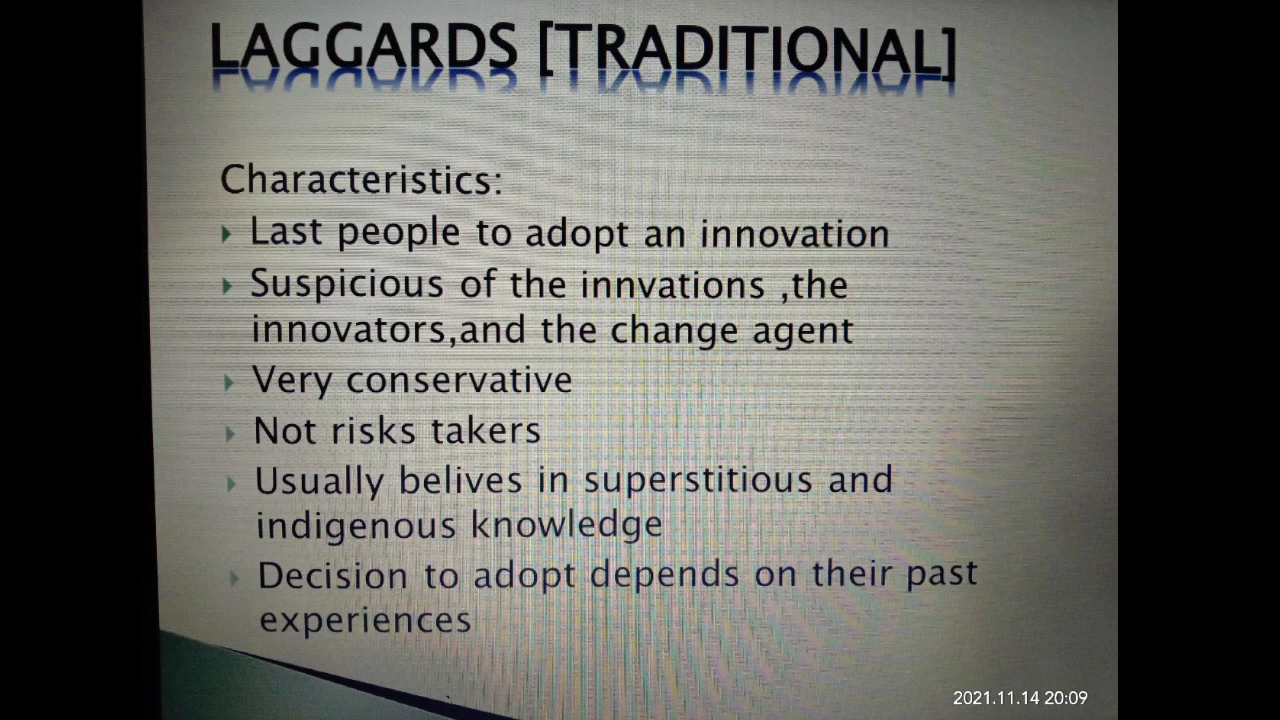 LAGGARDS [TRADITIONAL]
Characteristics:
Last people to adopt an innovation
Suspicious of the innvations ,the
innovators,and the change agent
Very conservative
Not risks takers
Usually belives in superstitious and
indigenous knowledge
Decision to adopt depends on their past
experiences
2021.11.14 20:09